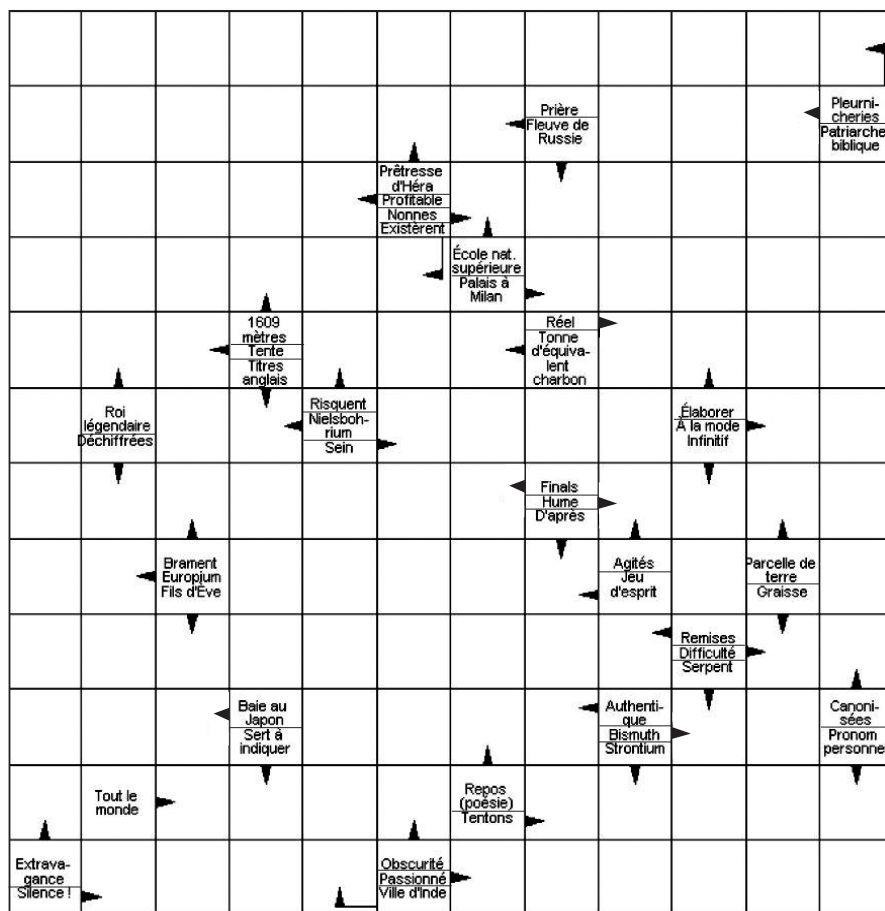 Prière
Fleuve de
Russie
Pleurni-
cheries
Patriarche
biblique
Prêtresse
d'Héra
Profitable
Nonnes
Existèrent
École nat.
supérieure
Palais à
Milan
1609
mètres
Tente
Titres
anglais
Réel
Tonne
d'équiva-
lent
charbon
Roi
légendaire
Déchiffrées
Risquent
Nielsboh-
rium
Sein
Élaborer
À la mode
Infinitif
Finals
Hume
D'après
Brament
Europium
Fils d'Ève
Agités
Jeu
d'esprit
Parcelle de
terre
Graisse
Remises
Difficulté
Serpent
Baie au
Japon
Sert à
indiquer
Authenti-
que
Bismuth
Strontium
Canoni-
sées
Pronom
personnel
Tout le
monde
Repos
(poésie)
Tentons
Extrava-
gance
Silence !
Obscurité
Passionné
Ville d'Inde